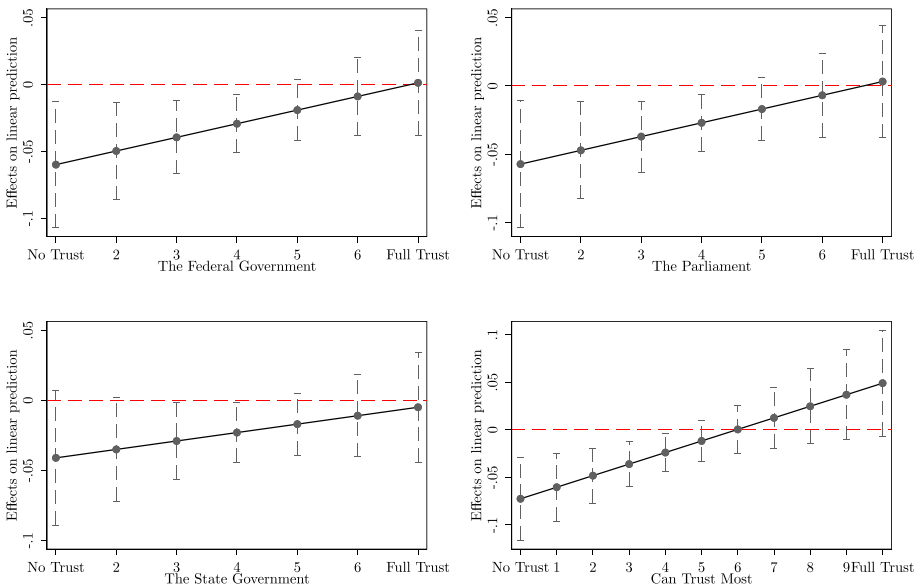 Effects on linear prediction
.05
0
-.05
-.1
No Trust 2 3 4 5 6 Full Trust
The Federal Government
Effects on linear prediction
.05
0
-.05
-.1
No Trust 2 3 4 5 6 Full Trust
The Parliament
Effects on linear prediction
.05
0
-.05
-.1
No Trust 2 3 4 5 6 Full Trust
The State Government
Effects on linear prediction
.1
.05
0
-.05
-.1
No Trust 1 2 3 4 5 6 7 8 9 Full Trust
Can Trust Most